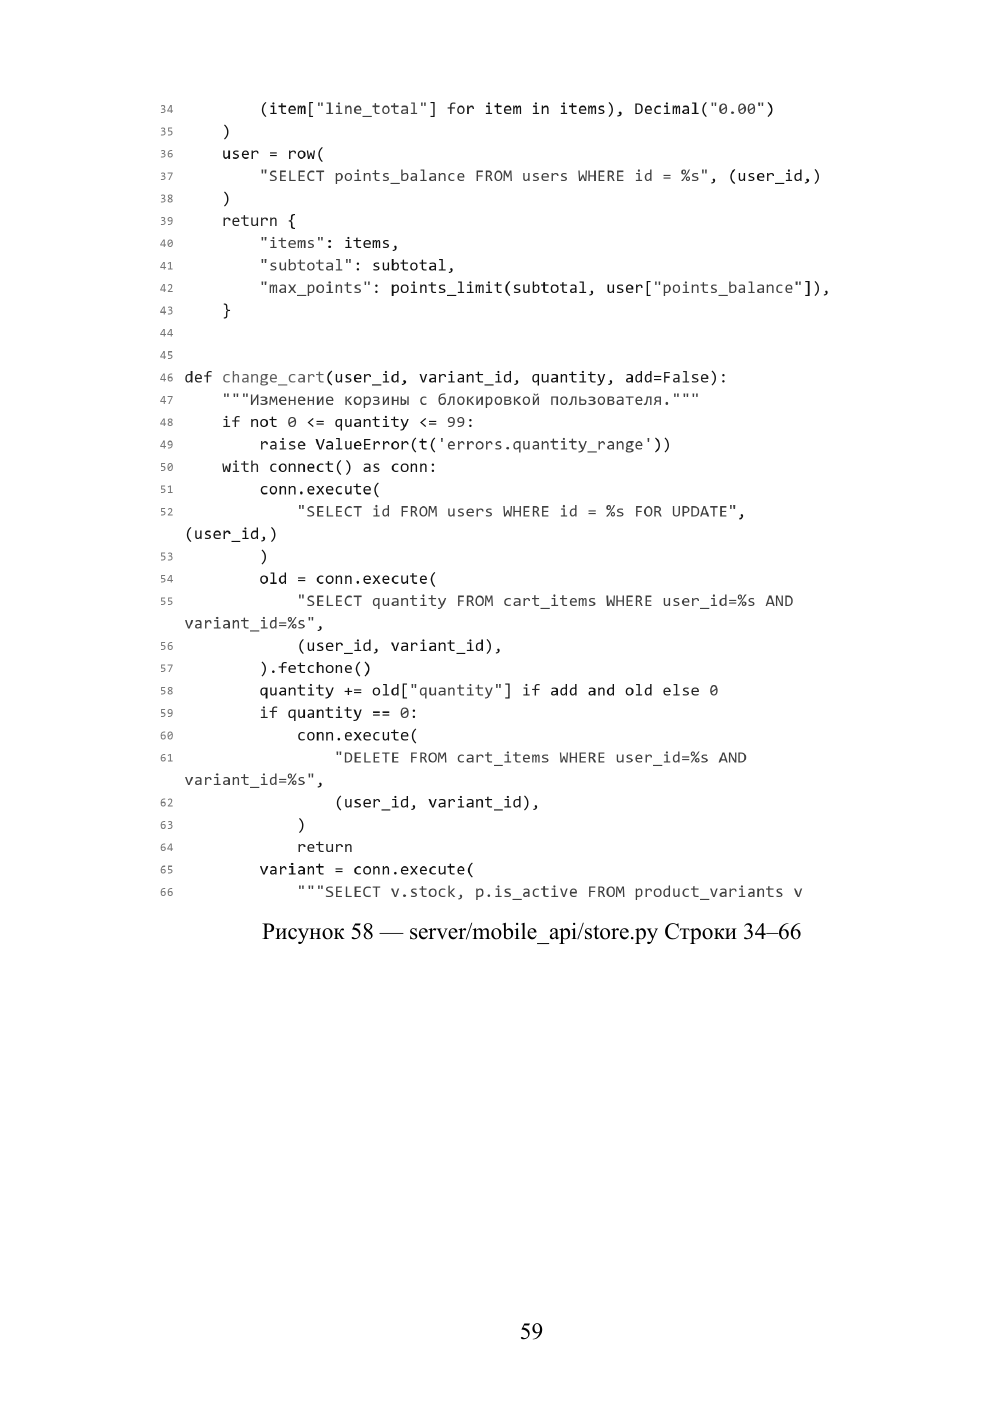 34         (item["line_total"] for item in items), Decimal("0.00")
35     )
36     user = row(
37         "SELECT points_balance FROM users WHERE id = %s", (user_id,)
38     )
39     return {
40         "items": items,
41         "subtotal": subtotal,
42         "max_points": points_limit(subtotal, user["points_balance"]),
43     }
44
45
46 def change_cart(user_id, variant_id, quantity, add=False):
47     """Изменение корзины с блокировкой пользователя."""
48     if not 0 <= quantity <= 99:
49         raise ValueError(t('errors.quantity_range'))
50     with connect() as conn:
51         conn.execute(
52             "SELECT id FROM users WHERE id = %s FOR UPDATE",
(user_id,)
53         )
54         old = conn.execute(
55             "SELECT quantity FROM cart_items WHERE user_id=%s AND
variant_id=%s",
56             (user_id, variant_id),
57         ).fetchone()
58         quantity += old["quantity"] if add and old else 0
59         if quantity == 0:
60             conn.execute(
61                 "DELETE FROM cart_items WHERE user_id=%s AND
variant_id=%s",
62                 (user_id, variant_id),
63             )
64             return
65         variant = conn.execute(
66             """SELECT v.stock, p.is_active FROM product_variants v
Рисунок 58 — server/mobile_api/store.py Строки 34–66
59